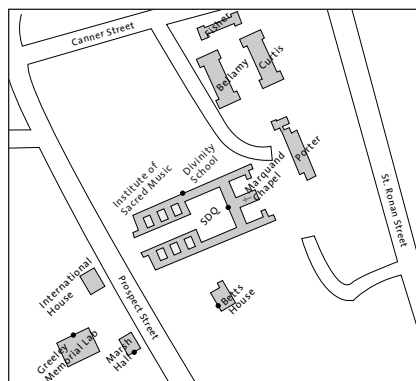 Canner Street
Fisher
Bellamy
Curtis
Porter
Institute of
Sacred Music
Divinity
School
Marquand
Chapel
SDQ
St. Ronan Street
International
House
Prospect Street
Betts
House
Greeley
Memorial Lab
Marsh
Hall